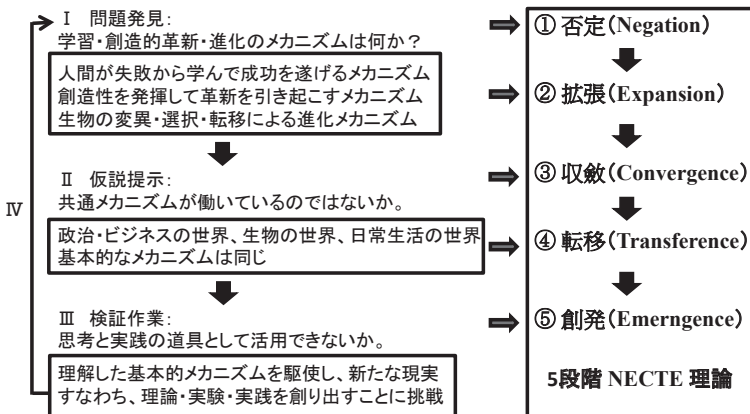 Ⅰ 問題発見:
学習・創造的革新・進化のメカニズムは何か？
人間が失敗から学んで成功を遂げるメカニズム
創造性を発揮して革新を引き起こすメカニズム
生物の変異・選択・転移による進化メカニズム
Ⅱ 仮説提示:
共通メカニズムが働いているのではないか。
Ⅳ
政治・ビジネスの世界、生物の世界、日常生活の世界
基本的なメカニズムは同じ
Ⅲ 検証作業:
思考と実践の道具として活用できないか。
理解した基本的メカニズムを駆使し、新たな現実
すなわち、理論・実験・実践を創り出すことに挑戦
① 否定(Negation)
② 拡張(Expansion)
③ 収斂(Convergence)
④ 転移(Transference)
⑤ 創発(Emerngence)
5段階 NECTE 理論